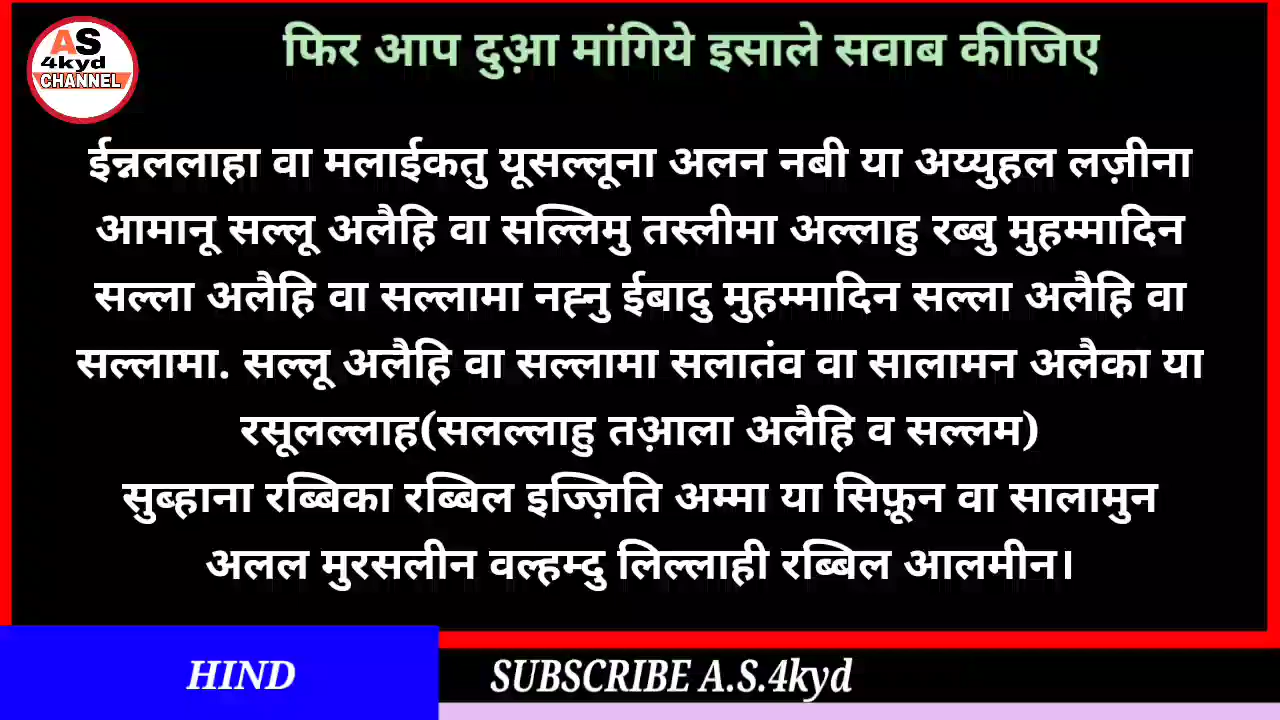 AS
4kyd
CHANNEL
फिर आप दुआ़ मांगिये इसाले सवाब कीजिए
ईन्नललाहा वा मलाईकतु यूसल्लूना अलन नबी या अय्युहल लज़ीना
आमानू सल्लू अलैहि वा सल्लिमु तस्लीमा अल्लाहु रब्बु मुहम्मादिन
सल्ला अलैहि वा सल्लामा नह्नु ईबादु मुहम्मादिन सल्ला अलैहि वा
सल्लामा. सल्लू अलैहि वा सल्लामा सलातंव वा सालामन अलैका या
रसूलल्लाह(सलल्लाहु तआ़ला अलैहि व सल्लम)
सुब्हाना रब्बिका रब्बिल इज्ज़िति अम्मा या सिफ़ून वा सालामुन
अलल मुरसलीन वल्हम्दु लिल्लाही रब्बिल आलमीन।
HIND
SUBSCRIBE A.S.4kyd